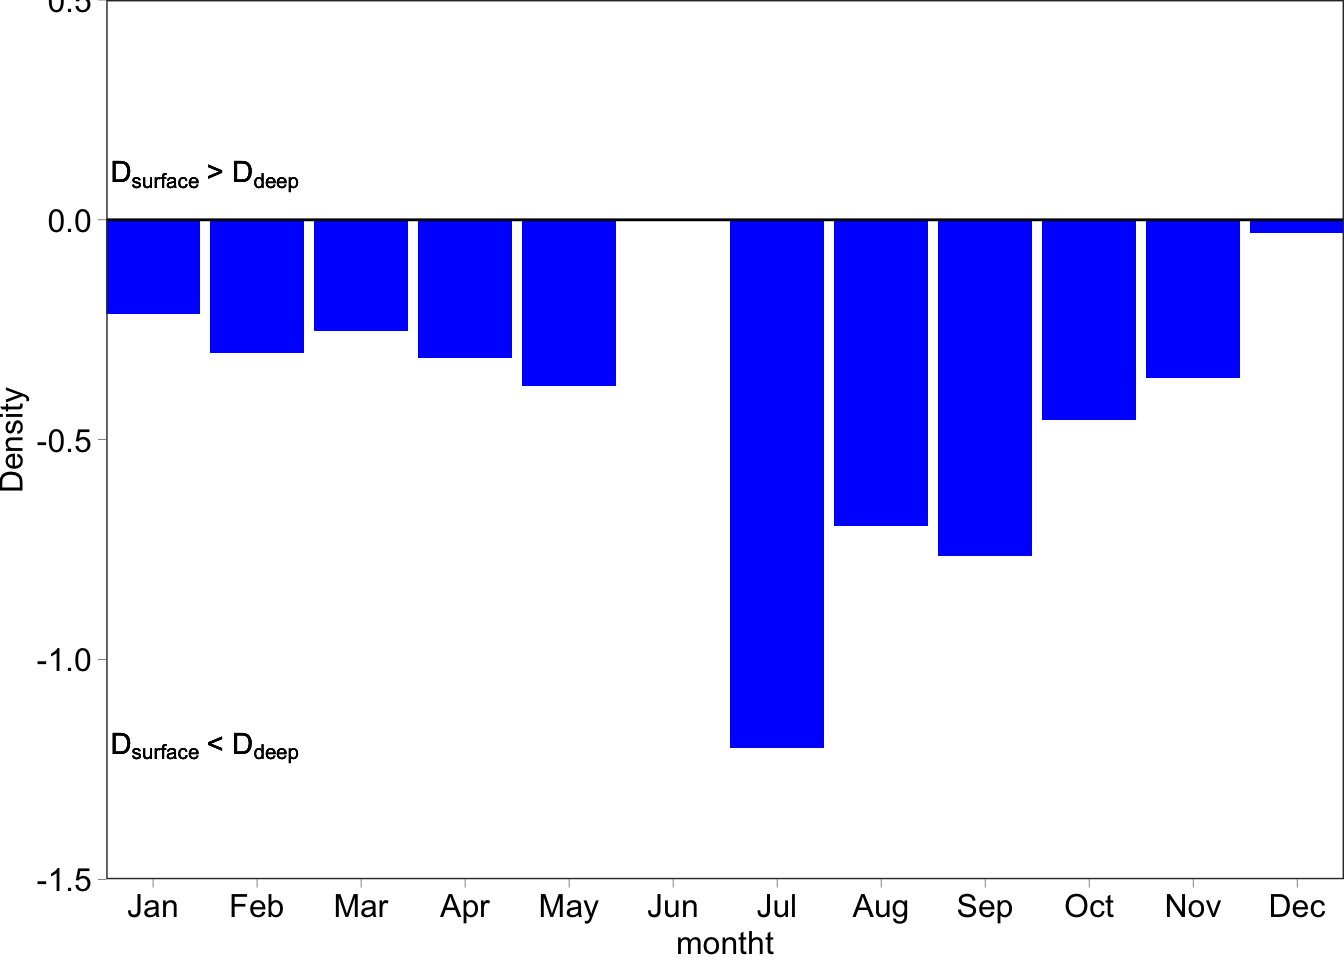 0.5
D_surface > D_deep
0.0
Density
-0.5
-1.0
D_surface < D_deep
-1.5
Jan Feb Mar Apr May Jun Jul Aug Sep Oct Nov Dec
montht